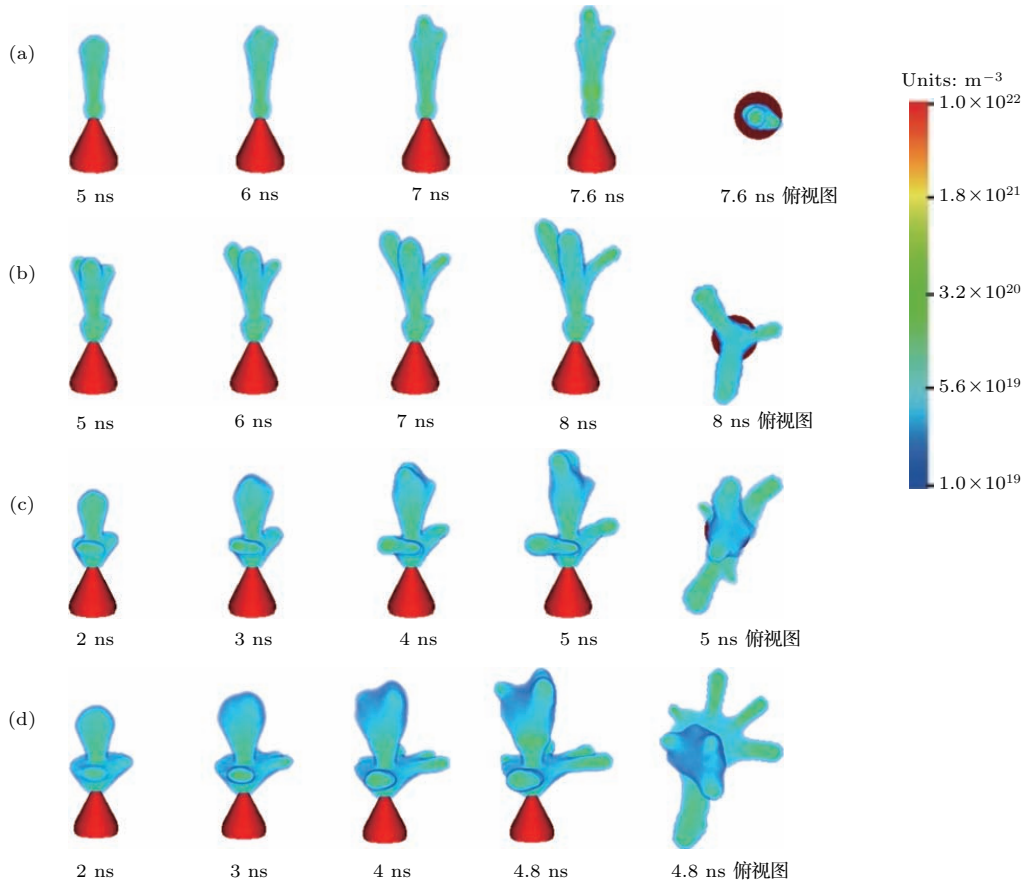 (a)
5 ns
6 ns
7 ns
7.6 ns
7.6 ns 俯视图
(b)
5 ns
6 ns
7 ns
8 ns
8 ns 俯视图
(c)
2 ns
3 ns
4 ns
5 ns
5 ns 俯视图
(d)
2 ns
3 ns
4 ns
4.8 ns
4.8 ns 俯视图
Units: m⁻³
1.0×10²²
1.8×10²¹
3.2×10²⁰
5.6×10¹⁹
1.0×10¹⁹